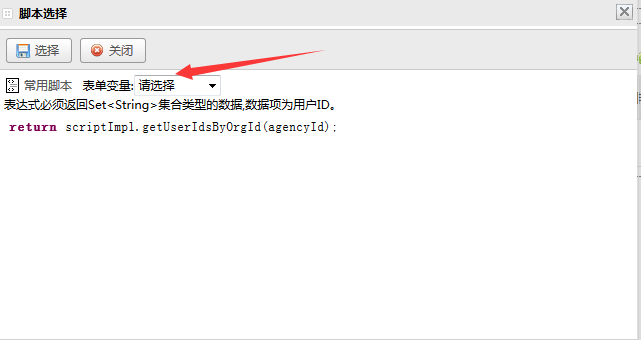 脚本选择
选择 关闭
常用脚本 表单变量:请选择
表达式必须返回Set<String>集合类型的数据,数据项为用户ID。
return scriptImpl.getUserIdsByOrgId(agencyId);